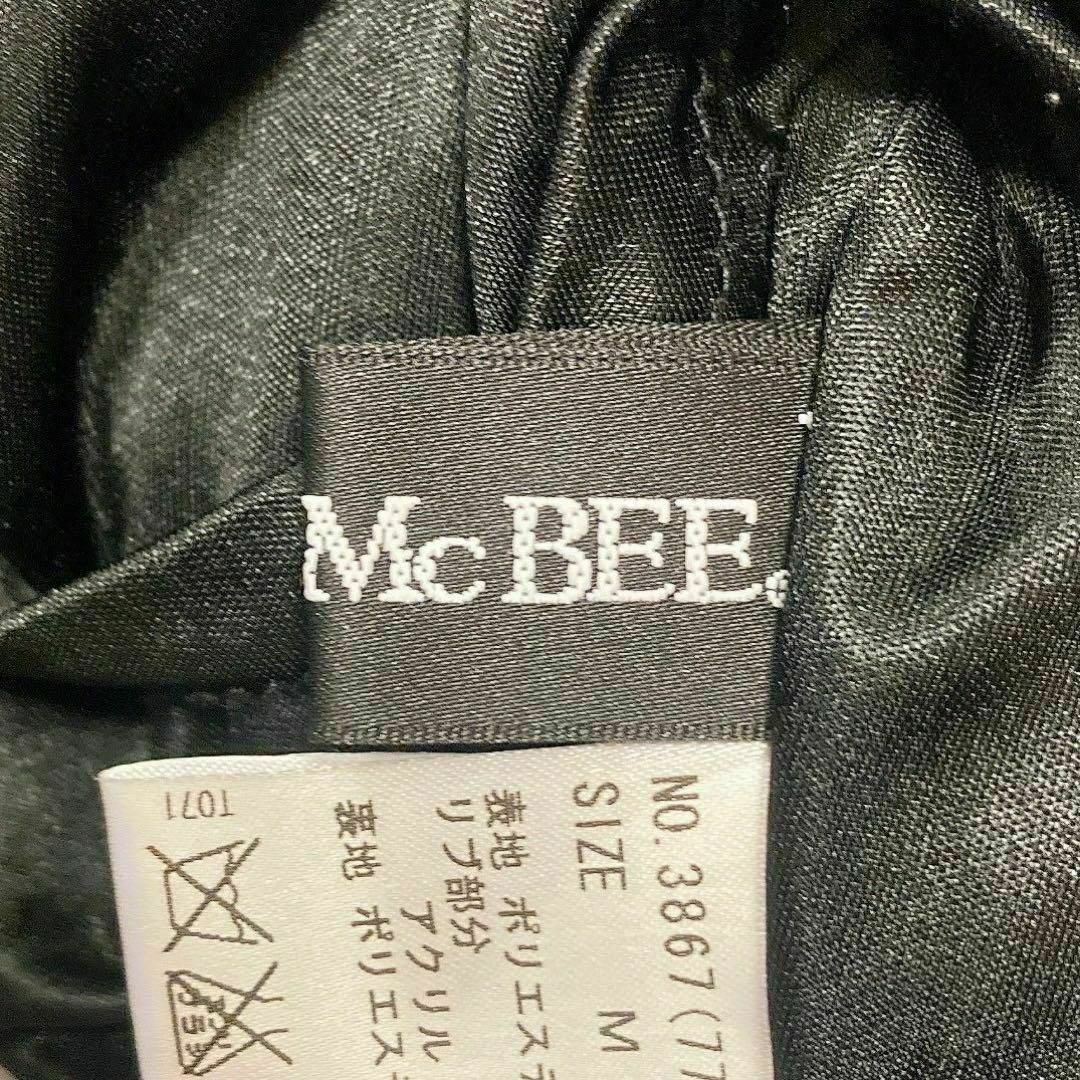 Mc BEE.
NO. 3867(77
SIZE M
表地 ポリエステ
リブ部分
アクリル
裏地 ポリエス
T071